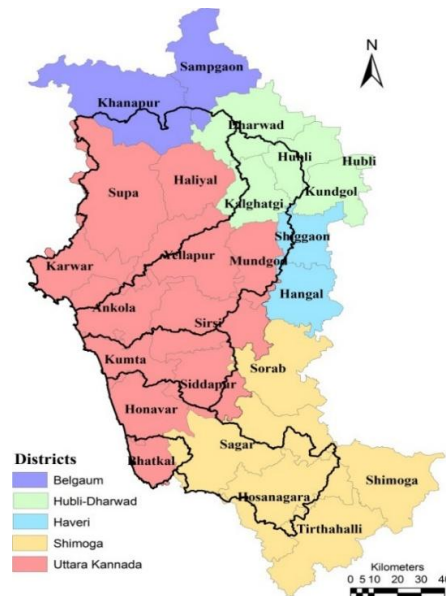 N
Sampgaon
Khanapur
Dharwad
Hubli
Hubli
Supa
Haliyal
Kalghatgi
Kundgol
Shiggaon
Karwar
Yellapur
Mundgod
Hangal
Ankola
Sirsi
Kumta
Sorab
Siddapur
Honavar
Sagar
Bhatkal
Shimoga
Hosanagara
Tirthahalli
Districts
Belgaum
Hubli-Dharwad
Haveri
Shimoga
Uttara Kannada
Kilometers
0 5 10 20 30 40